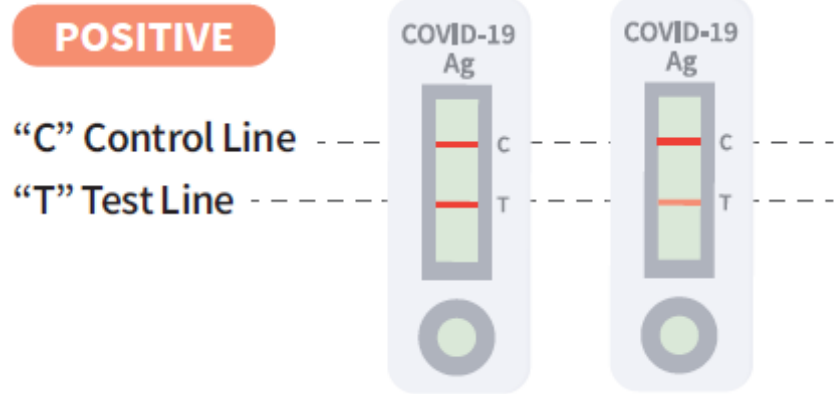 POSITIVE
“C” Control Line
“T” Test Line
COVID-19
Ag
C
T
COVID-19
Ag
C
T